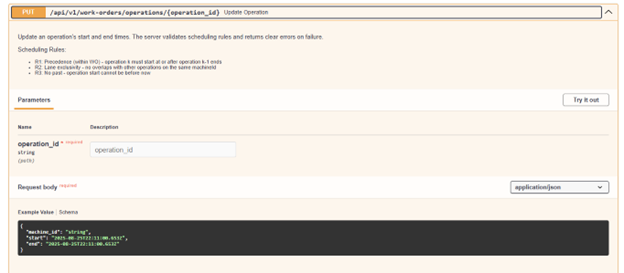 PUT /api/v1/work-orders/operations/{operation_id} Update Operation
Update an operation's start and end times. The server validates scheduling rules and returns clear errors on failure.
Scheduling Rules:
R1: Precedence (within WO) - operation k must start at or after operation k-1 ends
R2: Lane exclusivity - no overlaps with other operations on the same machineId
R3: No past - operation start cannot be before now
Parameters
Try it out
Name Description
operation_id * required
string
(path)
operation_id
Request body required
application/json
Example Value | Schema
{
"machine_id": "string",
"start": "2025-08-25T22:11:00.653Z",
"end": "2025-08-25T22:11:00.653Z"
}